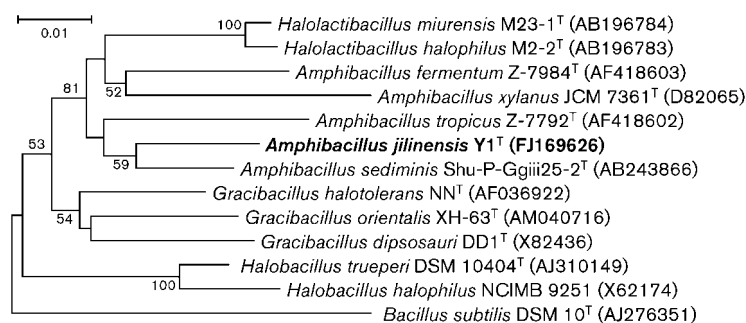 0.01
100
Halolactibacillus miurensis M23-1ᵀ (AB196784)
Halolactibacillus halophilus M2-2ᵀ (AB196783)
Amphibacillus fermentum Z-7984ᵀ (AF418603)
52
Amphibacillus xylanus JCM 7361ᵀ (D82065)
81
Amphibacillus tropicus Z-7792ᵀ (AF418602)
Amphibacillus jilinensis Y1ᵀ (FJ169626)
53
59
Amphibacillus sediminis Shu-P-Ggiii25-2ᵀ (AB243866)
Gracibacillus halotolerans NNᵀ (AF036922)
54
Gracibacillus orientalis XH-63ᵀ (AM040716)
Gracibacillus dipsosauri DD1ᵀ (X82436)
Halobacillus trueperi DSM 10404ᵀ (AJ310149)
100
Halobacillus halophilus NCIMB 9251 (X62174)
Bacillus subtilis DSM 10ᵀ (AJ276351)